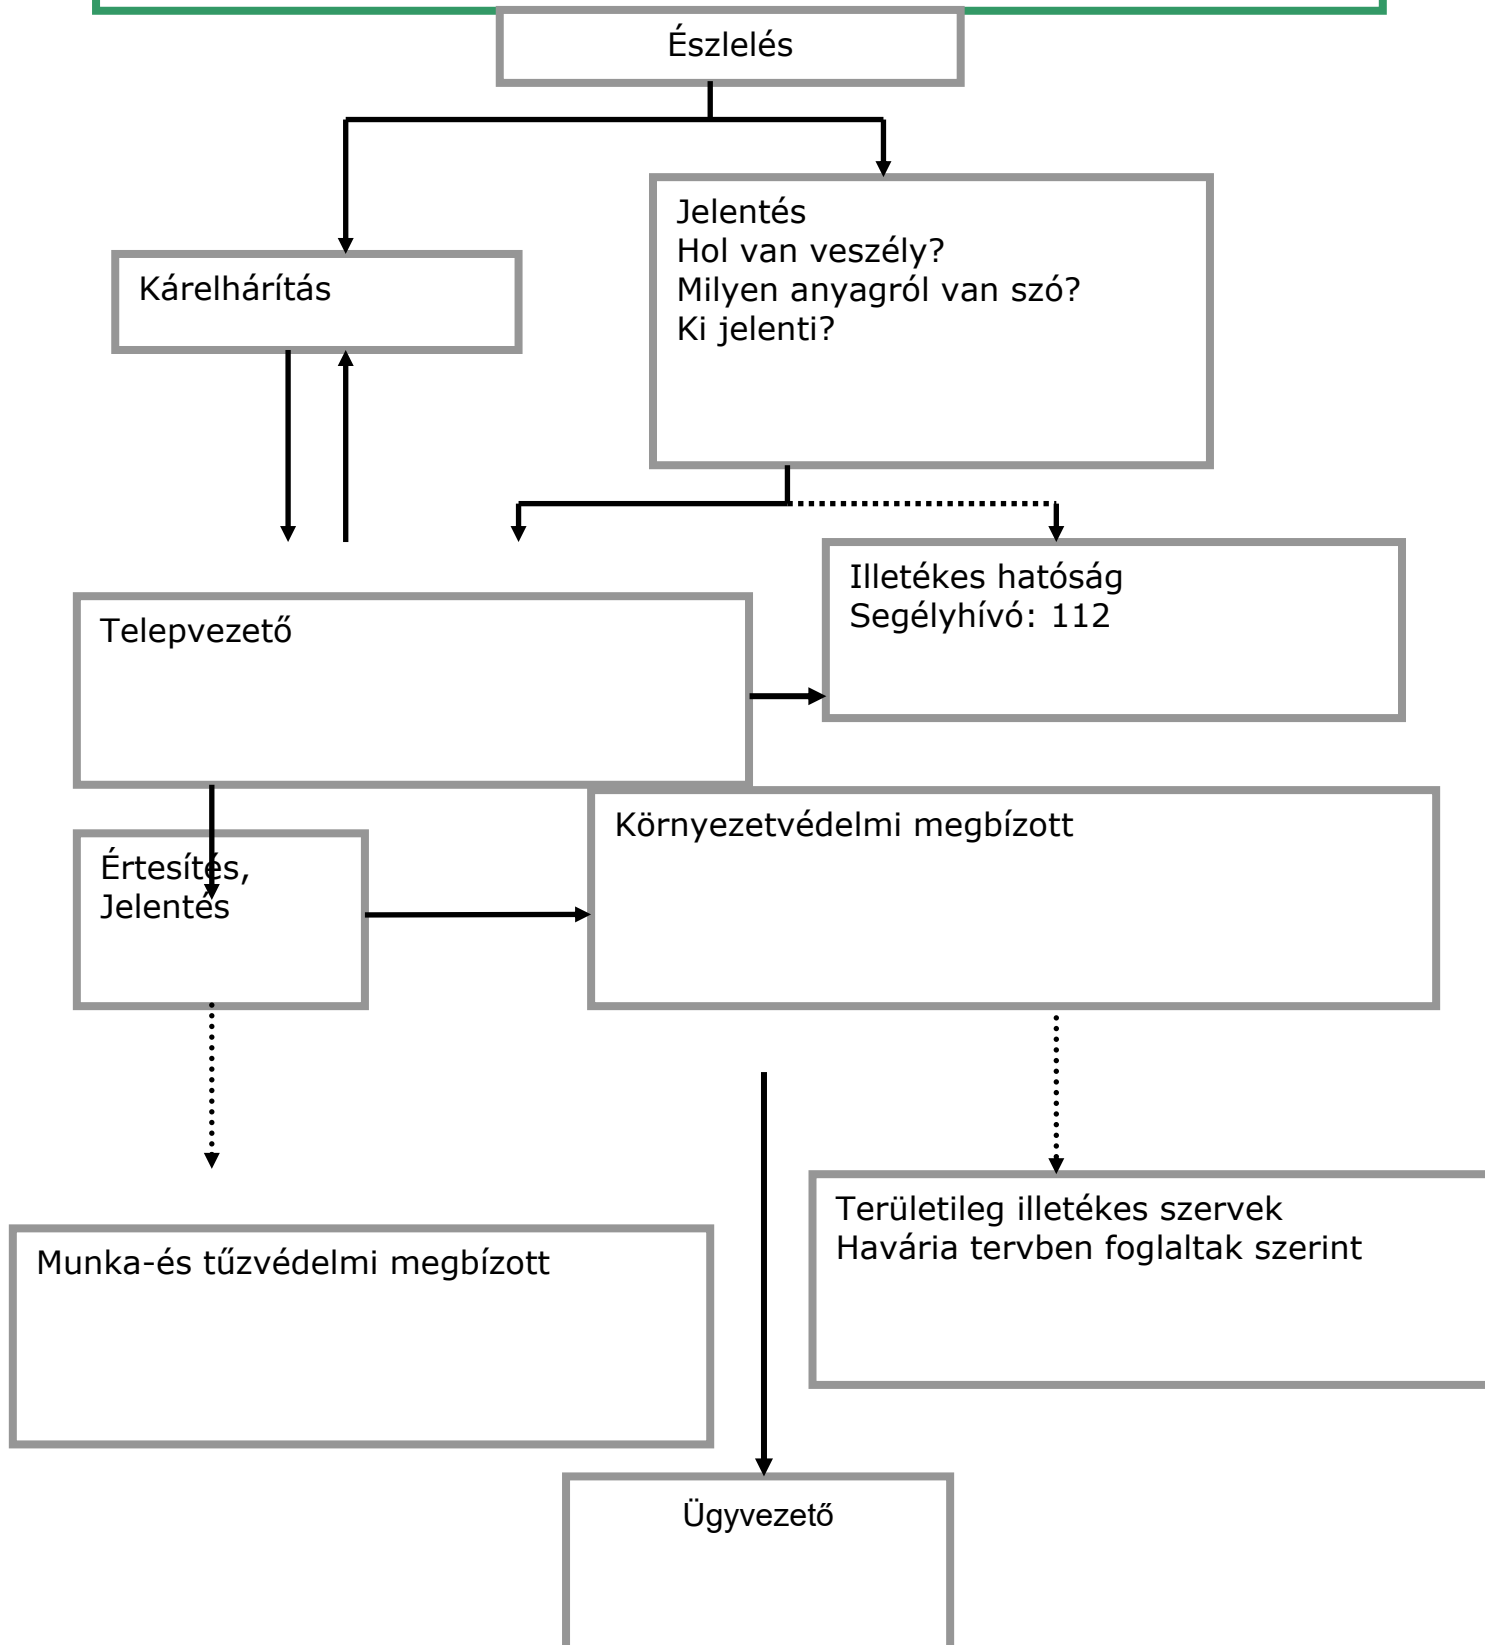 Észlelés
Jelentés
Hol van veszély?
Milyen anyagról van szó?
Ki jelenti?
Kárelhárítás
Illetékes hatóság
Segélyhívó: 112
Telepvezető
Környezetvédelmi megbízott
Értesítés,
Jelentés
Területileg illetékes szervek
Havária tervben foglaltak szerint
Munka-és tűzvédelmi megbízott
Ügyvezető